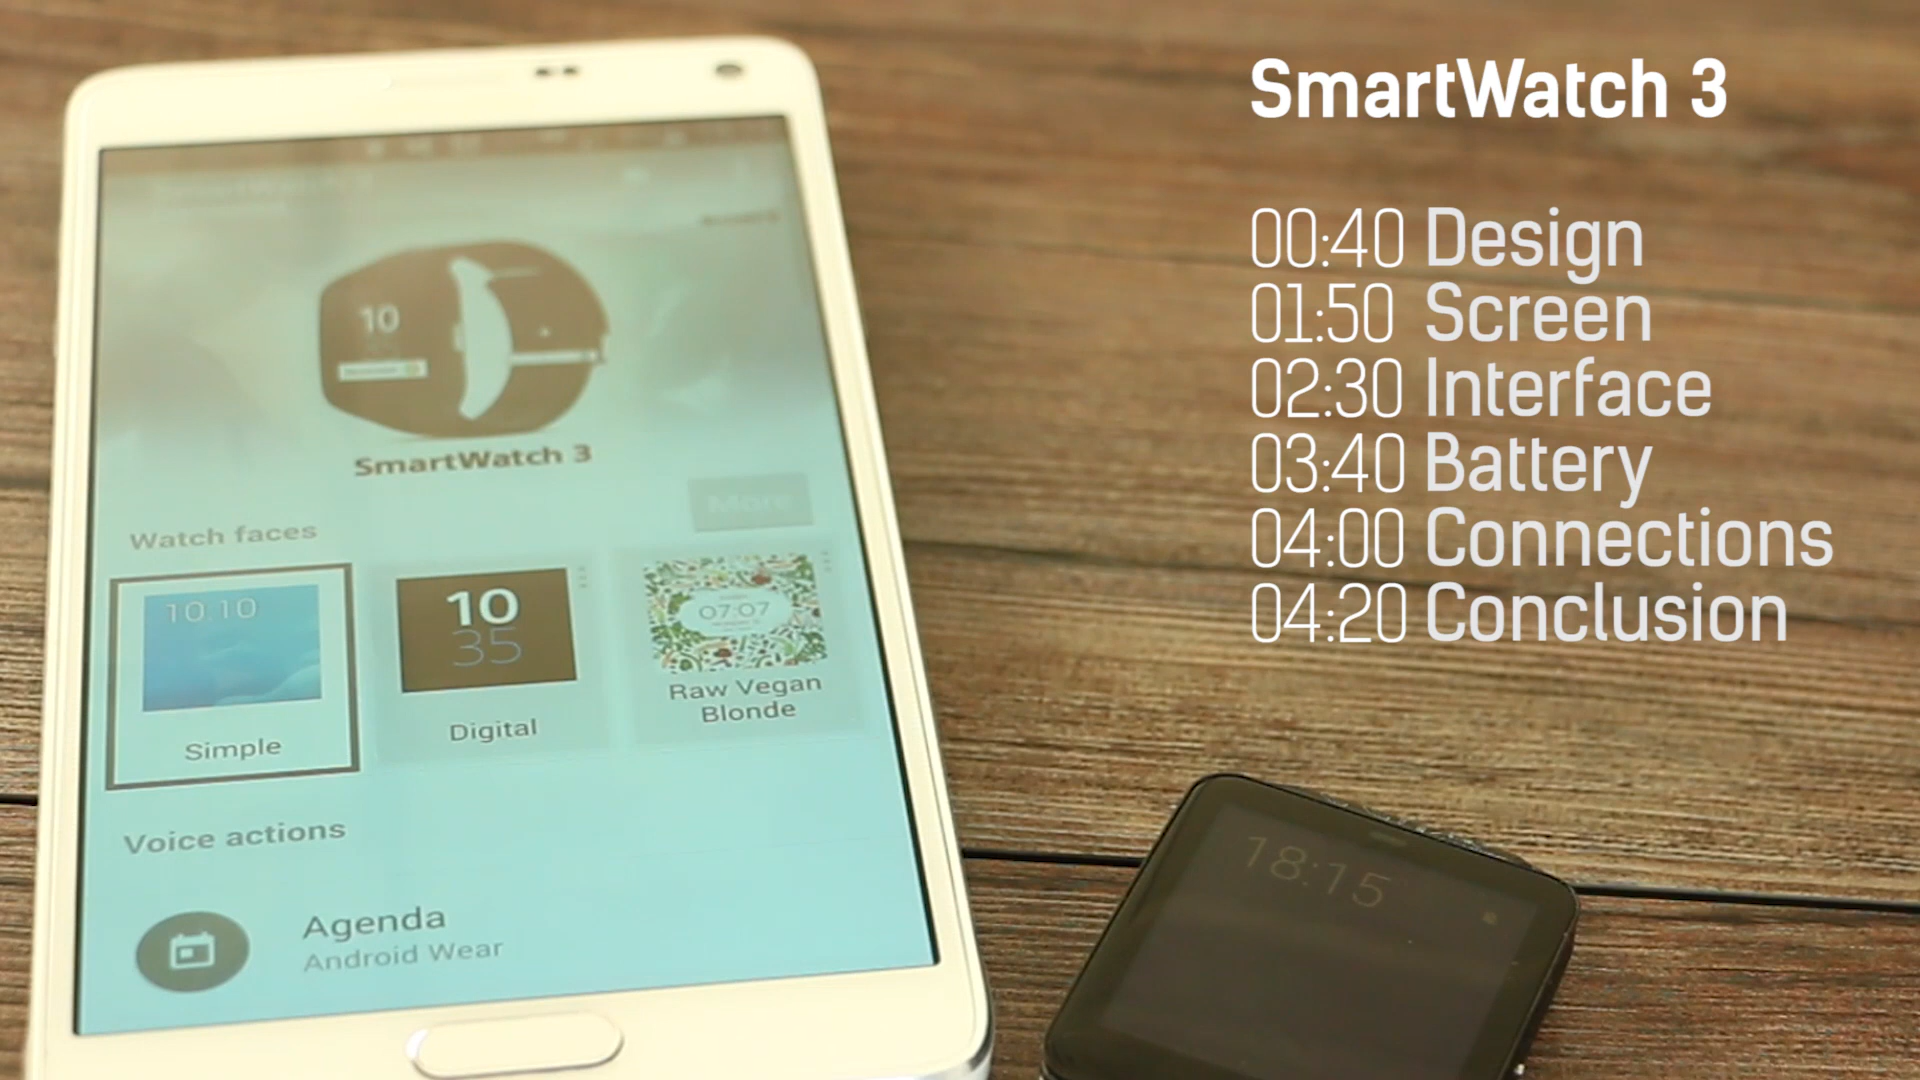 SmartWatch 3
00:40 Design
01:50 Screen
02:30 Interface
03:40 Battery
04:00 Connections
04:20 Conclusion
10
SmartWatch 3
More
Watch faces
10.10
Simple
10
35
Digital
07:07
Raw Vegan
Blonde
Voice actions
Agenda
Android Wear
18:15